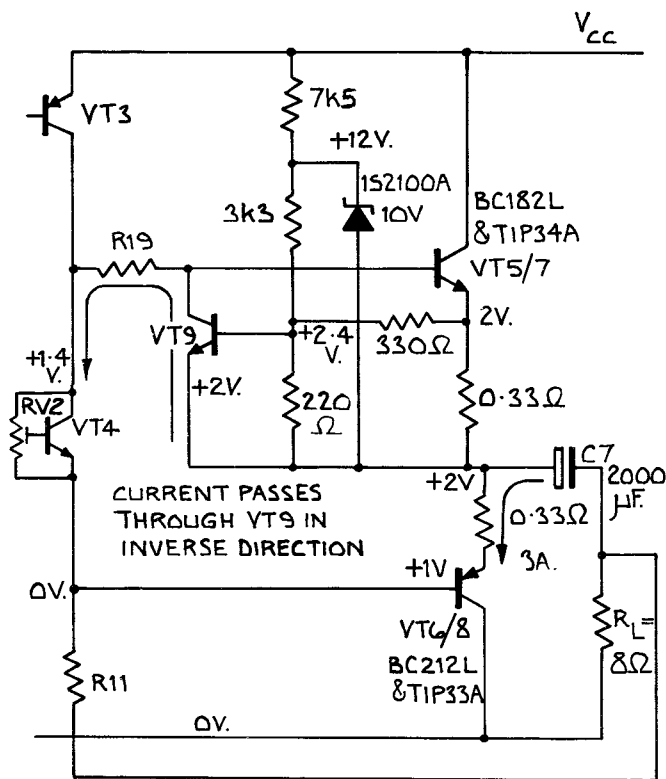 VCC
7k5
VT3
+12V.
1S2100A
10V
BC182L
& TIP34A
VT5/7
3k3
R19
VT9
+2.4
V.
330Ω
2V.
+1.4
V.
RV2
VT4
+2V.
220
Ω
0.33Ω
+2V
C7
2000
μF.
CURRENT PASSES
THROUGH VT9 IN
INVERSE DIRECTION
0.33Ω
3A.
+1V
0V.
VT6/8
BC212L
& TIP33A
RL=
8Ω
R11
0V.